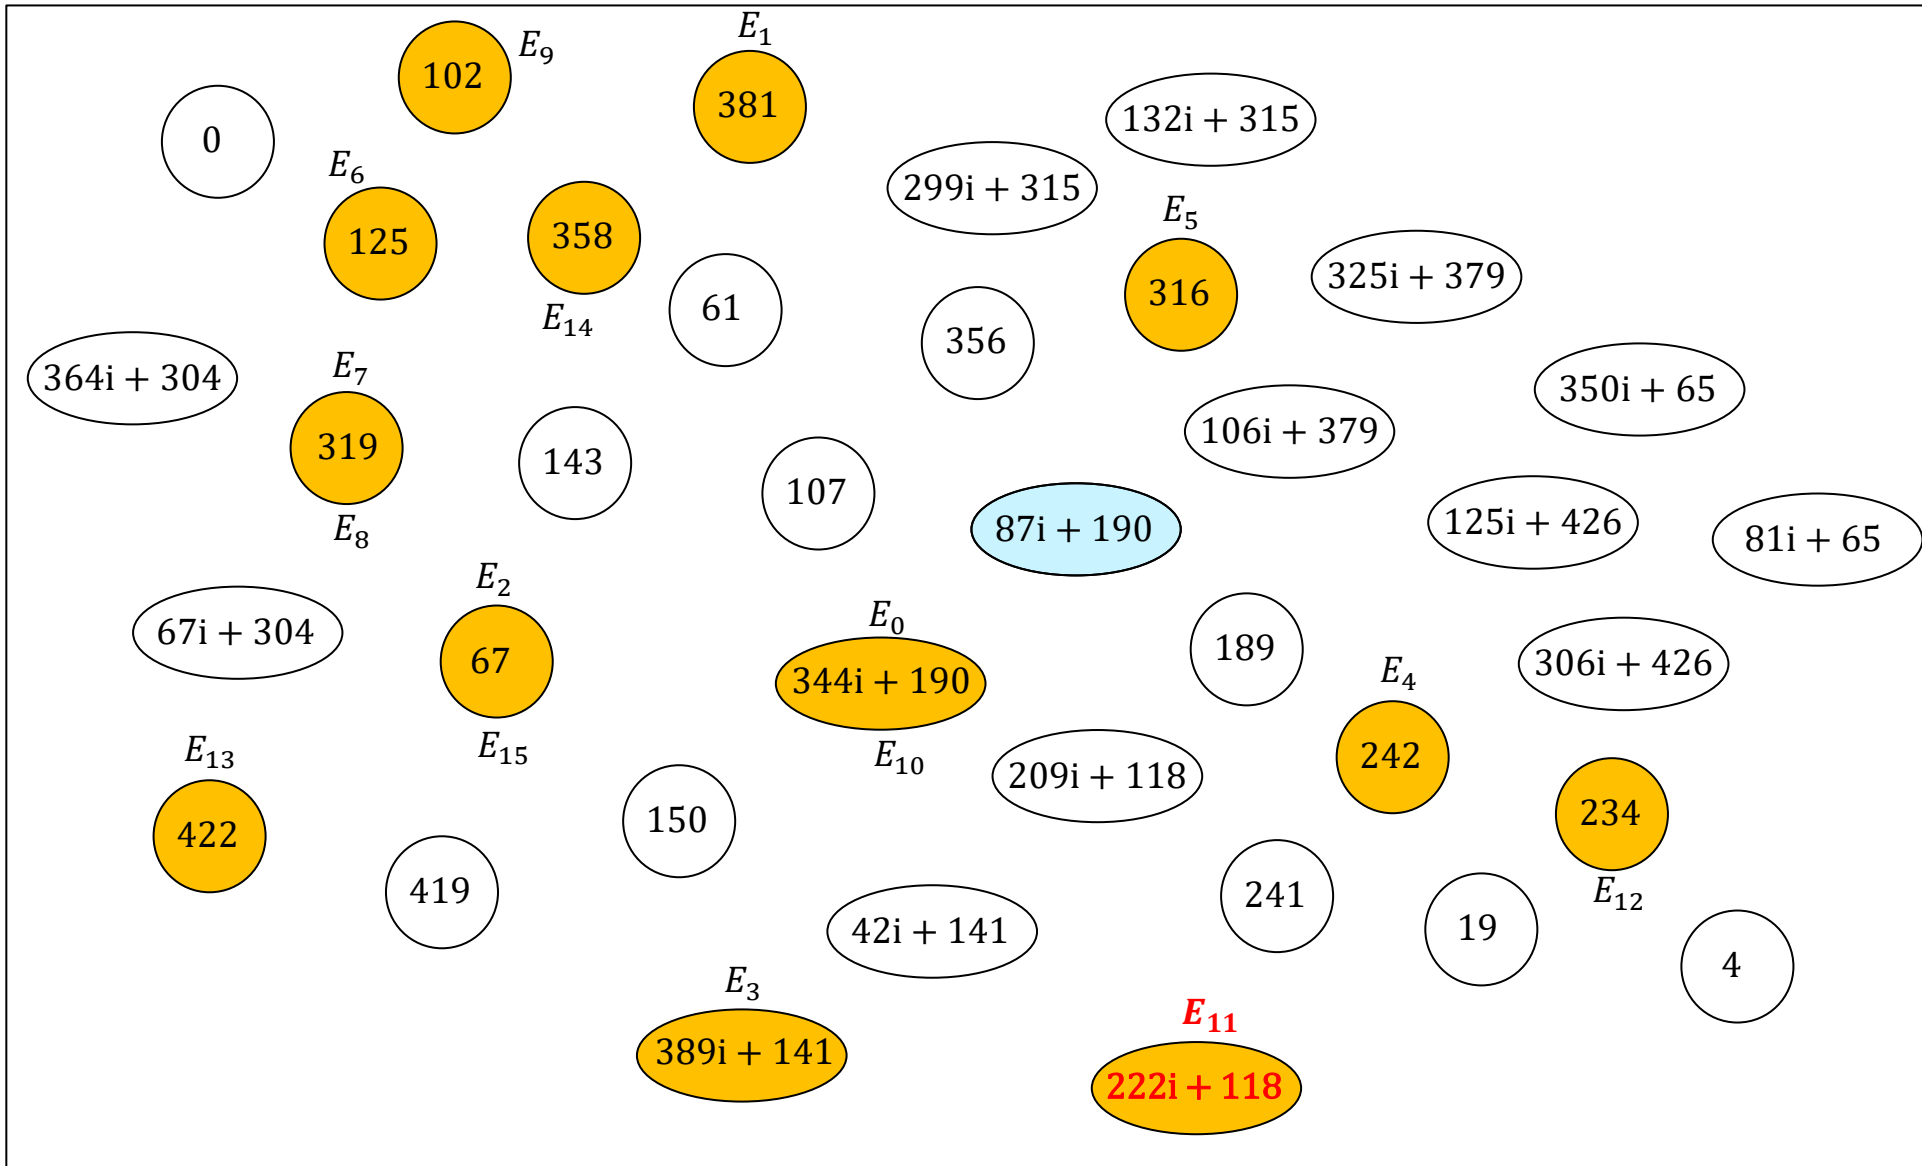 E₁
E₉
102
381
132i + 315
0
E₆
299i + 315
E₅
125
358
325i + 379
316
61
E₁₄
356
E₇
364i + 304
350i + 65
106i + 379
319
143
107
87i + 190
125i + 426
81i + 65
E₈
E₂
E₀
67i + 304
189
67
344i + 190
306i + 426
E₄
E₁₃
E₁₅
E₁₀
242
209i + 118
234
150
422
419
241
E₁₂
42i + 141
19
4
E₃
E₁₁
389i + 141
222i + 118